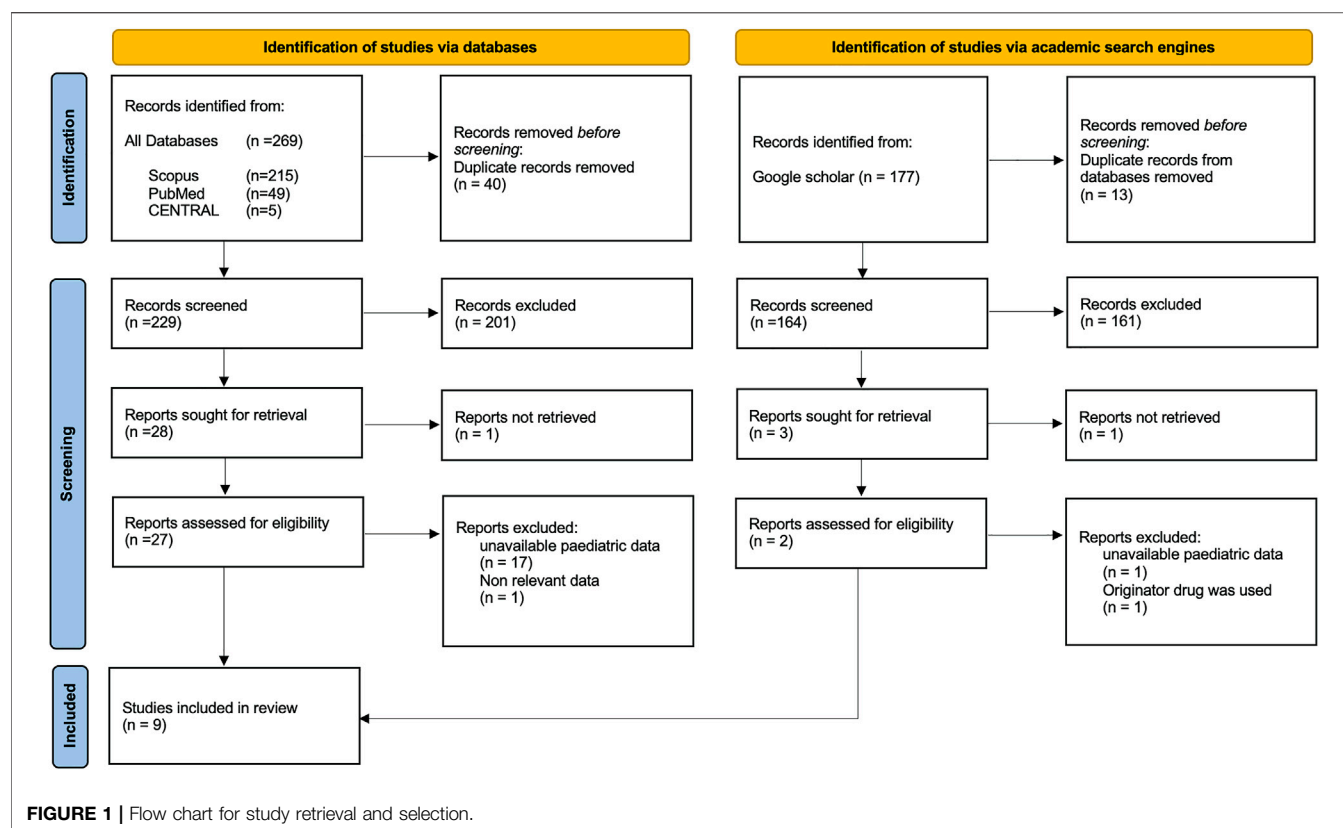 Identification of studies via databases
Identification of studies via academic search engines
Identification
Records identified from:
All Databases (n =269)
Scopus (n=215)
PubMed (n=49)
CENTRAL (n=5)
Records removed before
screening:
Duplicate records removed
(n = 40)
Records identified from:
Google scholar (n = 177)
Records removed before
screening:
Duplicate records from
databases removed
(n = 13)
Screening
Records screened
(n =229)
Records excluded
(n = 201)
Records screened
(n =164)
Records excluded
(n = 161)
Reports sought for retrieval
(n =28)
Reports not retrieved
(n = 1)
Reports sought for retrieval
(n = 3)
Reports not retrieved
(n = 1)
Reports assessed for eligibility
(n =27)
Reports excluded:
unavailable paediatric data
(n = 17)
Non relevant data
(n = 1)
Reports assessed for eligibility
(n = 2)
Reports excluded:
unavailable paediatric data
(n = 1)
Originator drug was used
(n = 1)
Included
Studies included in review
(n = 9)
FIGURE 1 | Flow chart for study retrieval and selection.